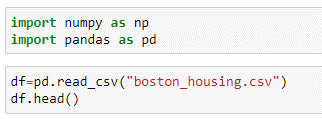 import numpy as np
import pandas as pd
df=pd.read_csv("boston_housing.csv")
df.head()